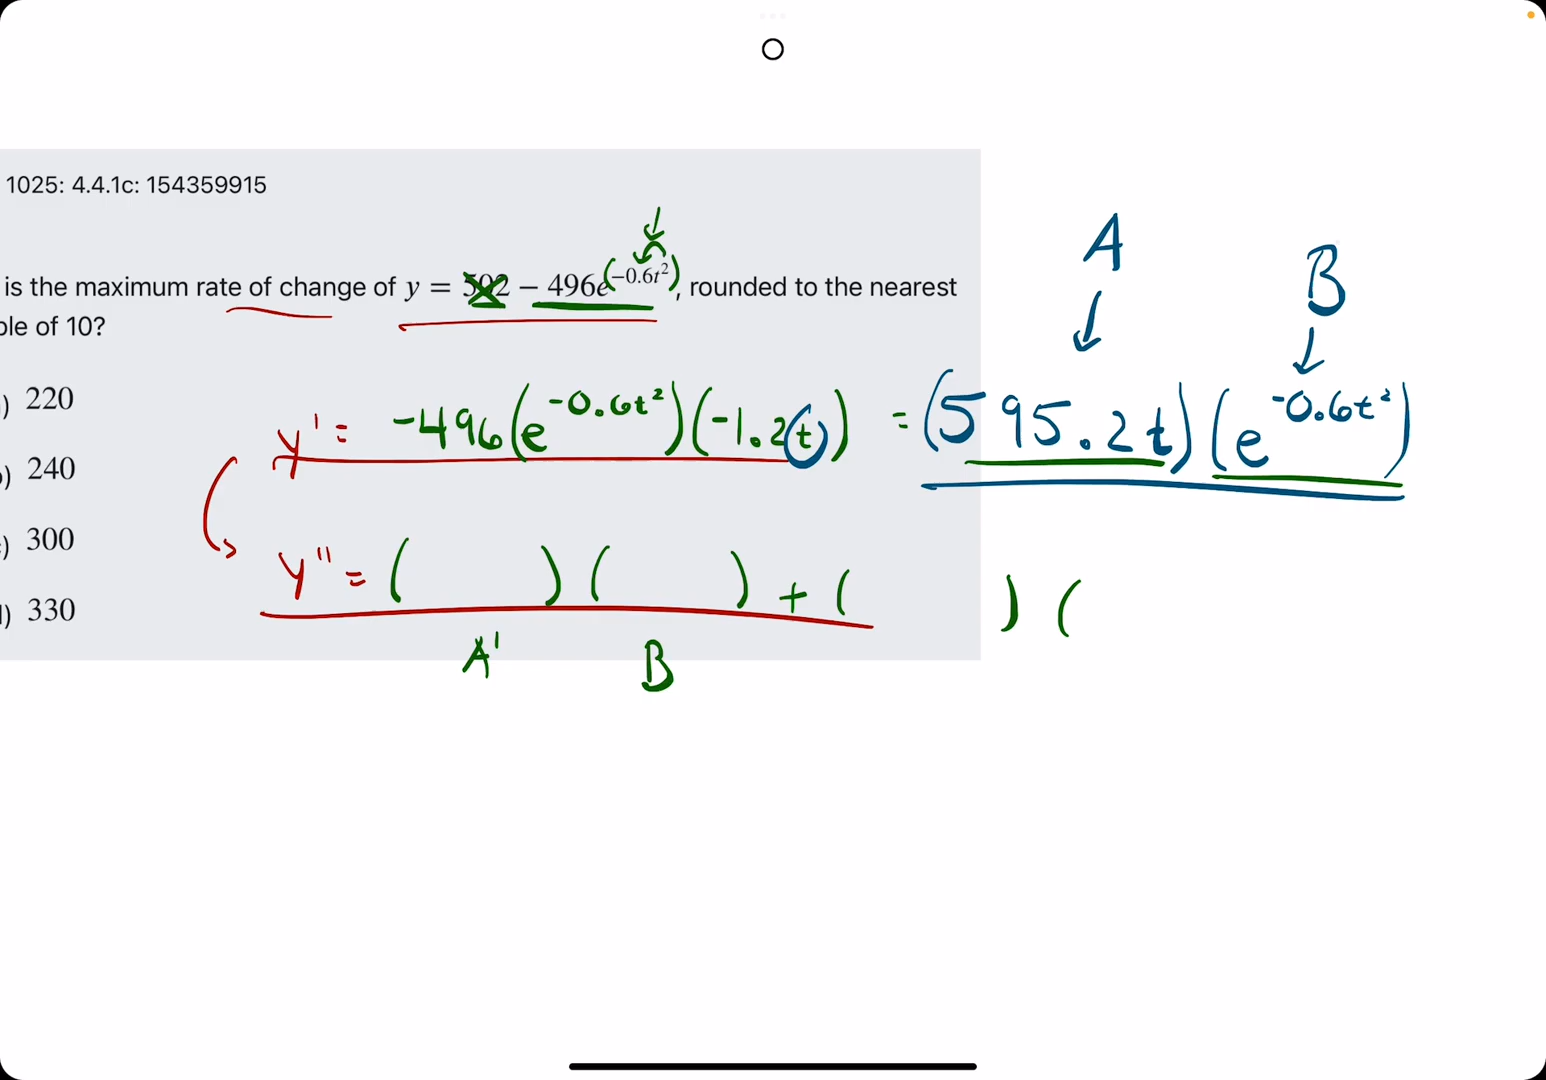 1025: 4.4.1c: 154359915
is the maximum rate of change of y = 502 − 496e^(−0.6t²), rounded to the nearest
ole of 10?
A B
) 220
y' = -496(e^-0.6t²)(-1.2t) = (595.2t)(e^-0.6t²)
) 240
) 300
y'' = ( )( ) + ( )(
) 330
A' B